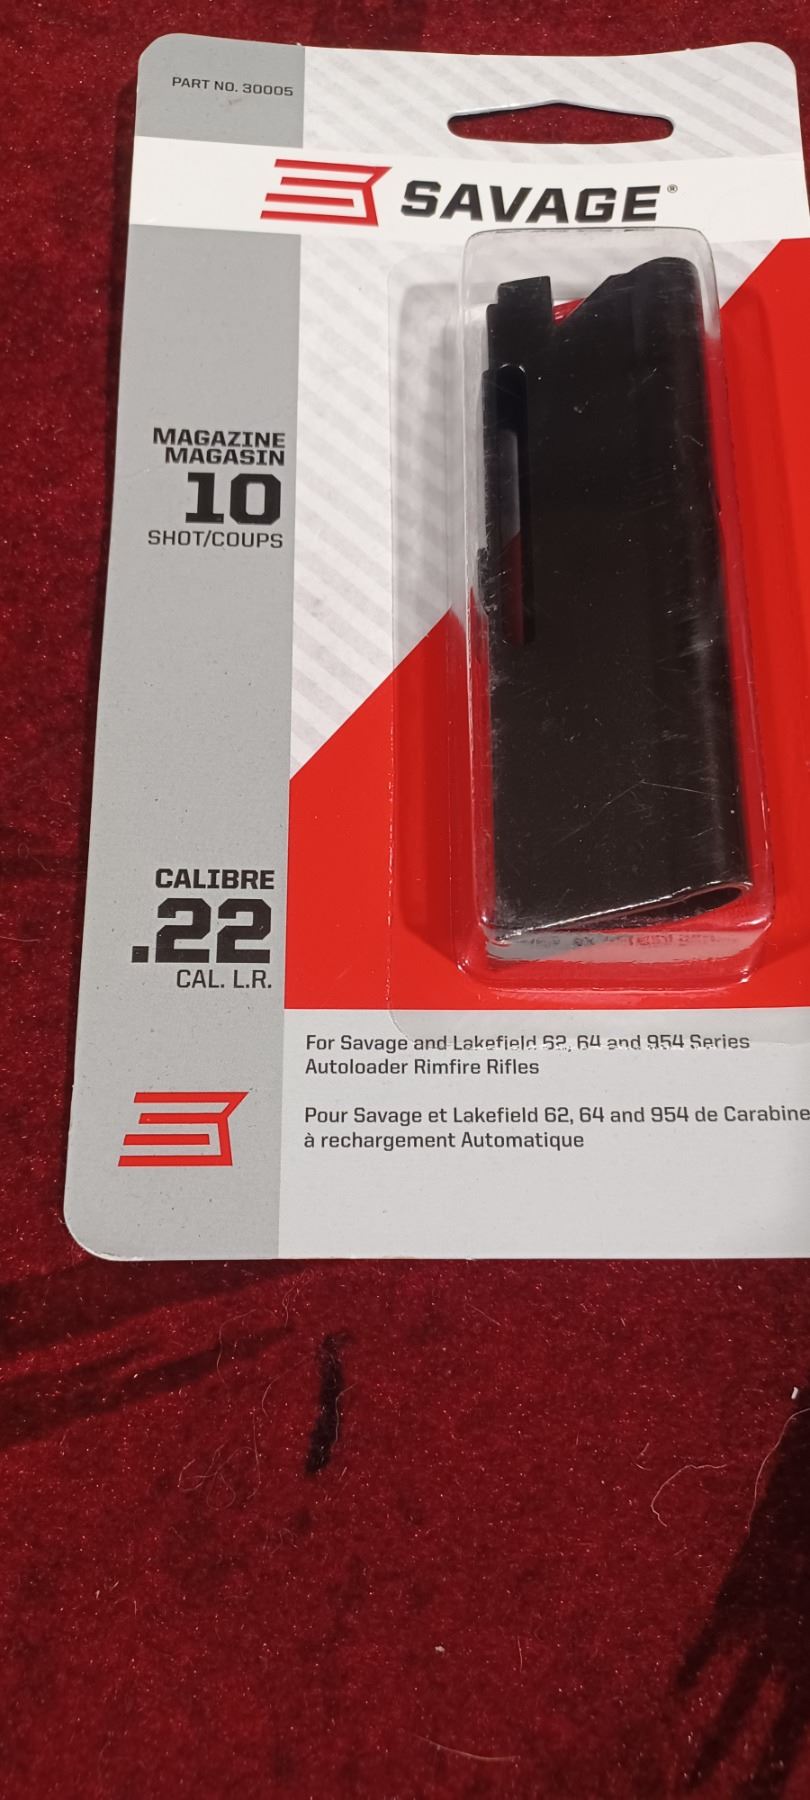 PART NO. 30005
SAVAGE®
MAGAZINE
MAGASIN
10
SHOT/COUPS
CALIBRE
.22
CAL. L.R.
For Savage and Lakefield 62, 64 and 954 Series
Autoloader Rimfire Rifles
Pour Savage et Lakefield 62, 64 and 954 de Carabine
à rechargement Automatique